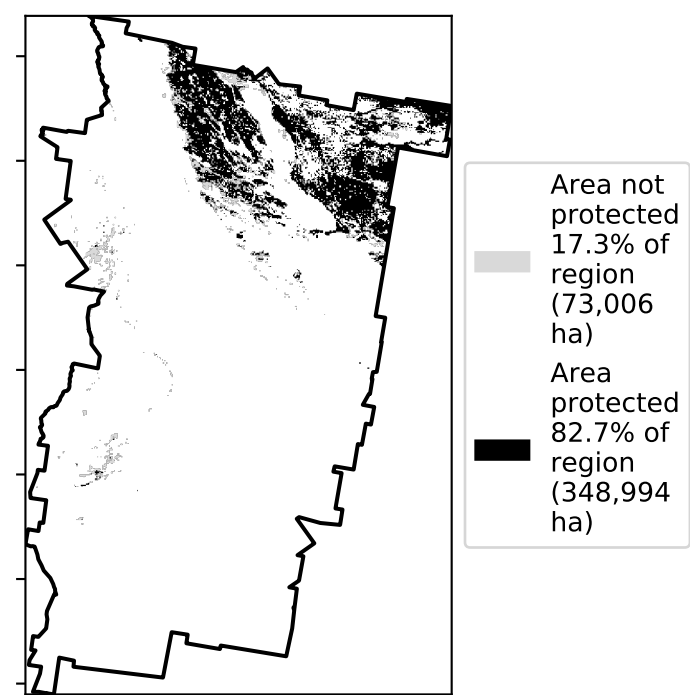 Area not
protected
17.3% of
region
(73,006
ha)
Area
protected
82.7% of
region
(348,994
ha)